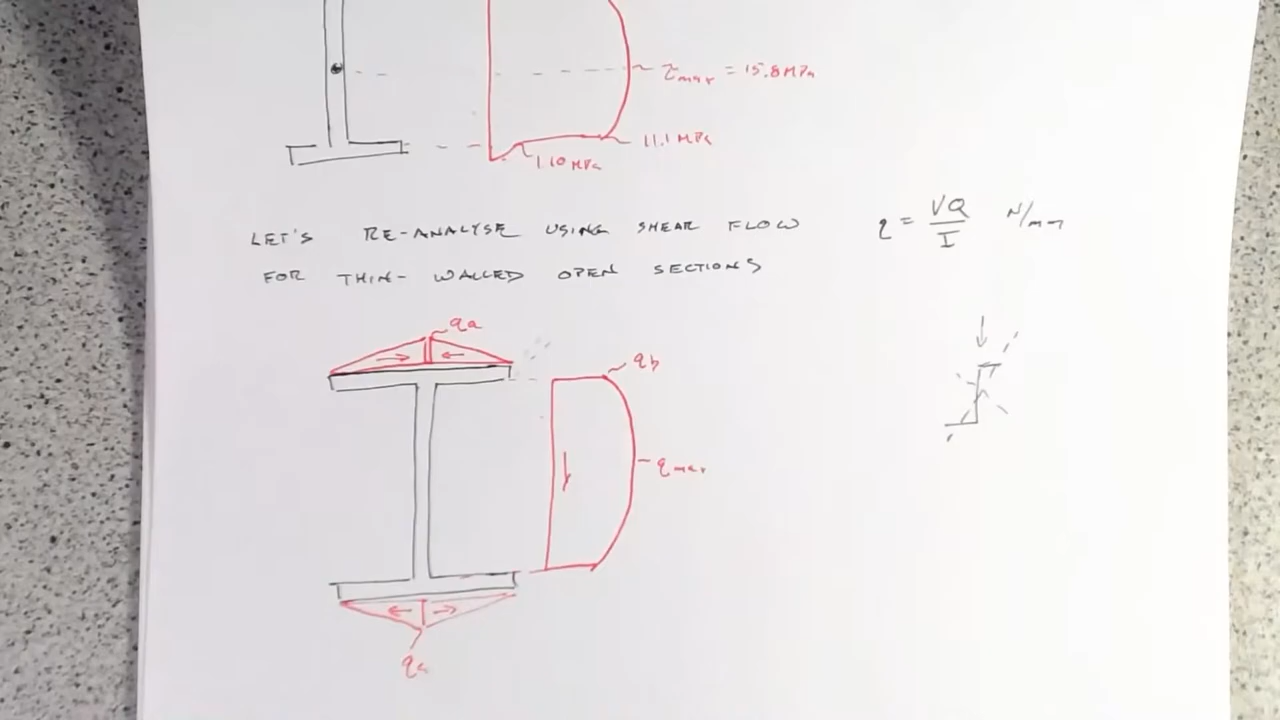 τmax = 15.8 MPa
11.1 MPa
1.10 MPa
LET'S RE-ANALYSE USING SHEAR FLOW
q = VQ/I N/mm
FOR THIN-WALLED OPEN SECTIONS
qa
qb
qmax
qa